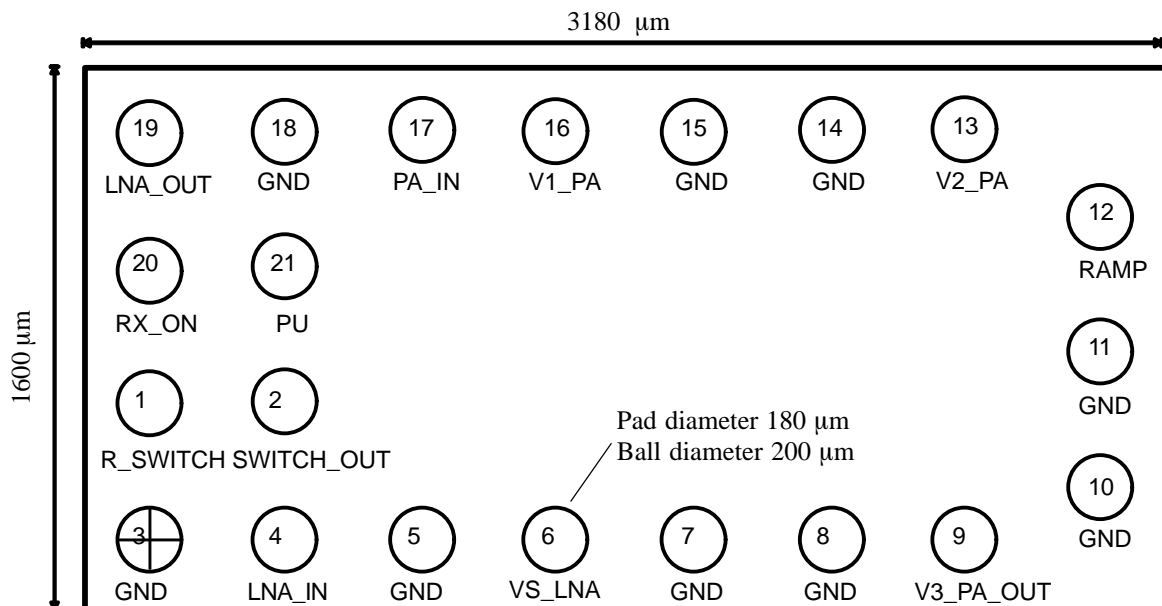 3180 µm
19 18 17 16 15 14 13
LNA_OUT GND PA_IN V1_PA GND GND V2_PA
12
RAMP
20 21
RX_ON PU
1600 µm
11
GND
1 2
R_SWITCH SWITCH_OUT
Pad diameter 180 µm
Ball diameter 200 µm
10
GND
3 4 5 6 7 8 9
GND LNA_IN GND VS_LNA GND GND V3_PA_OUT